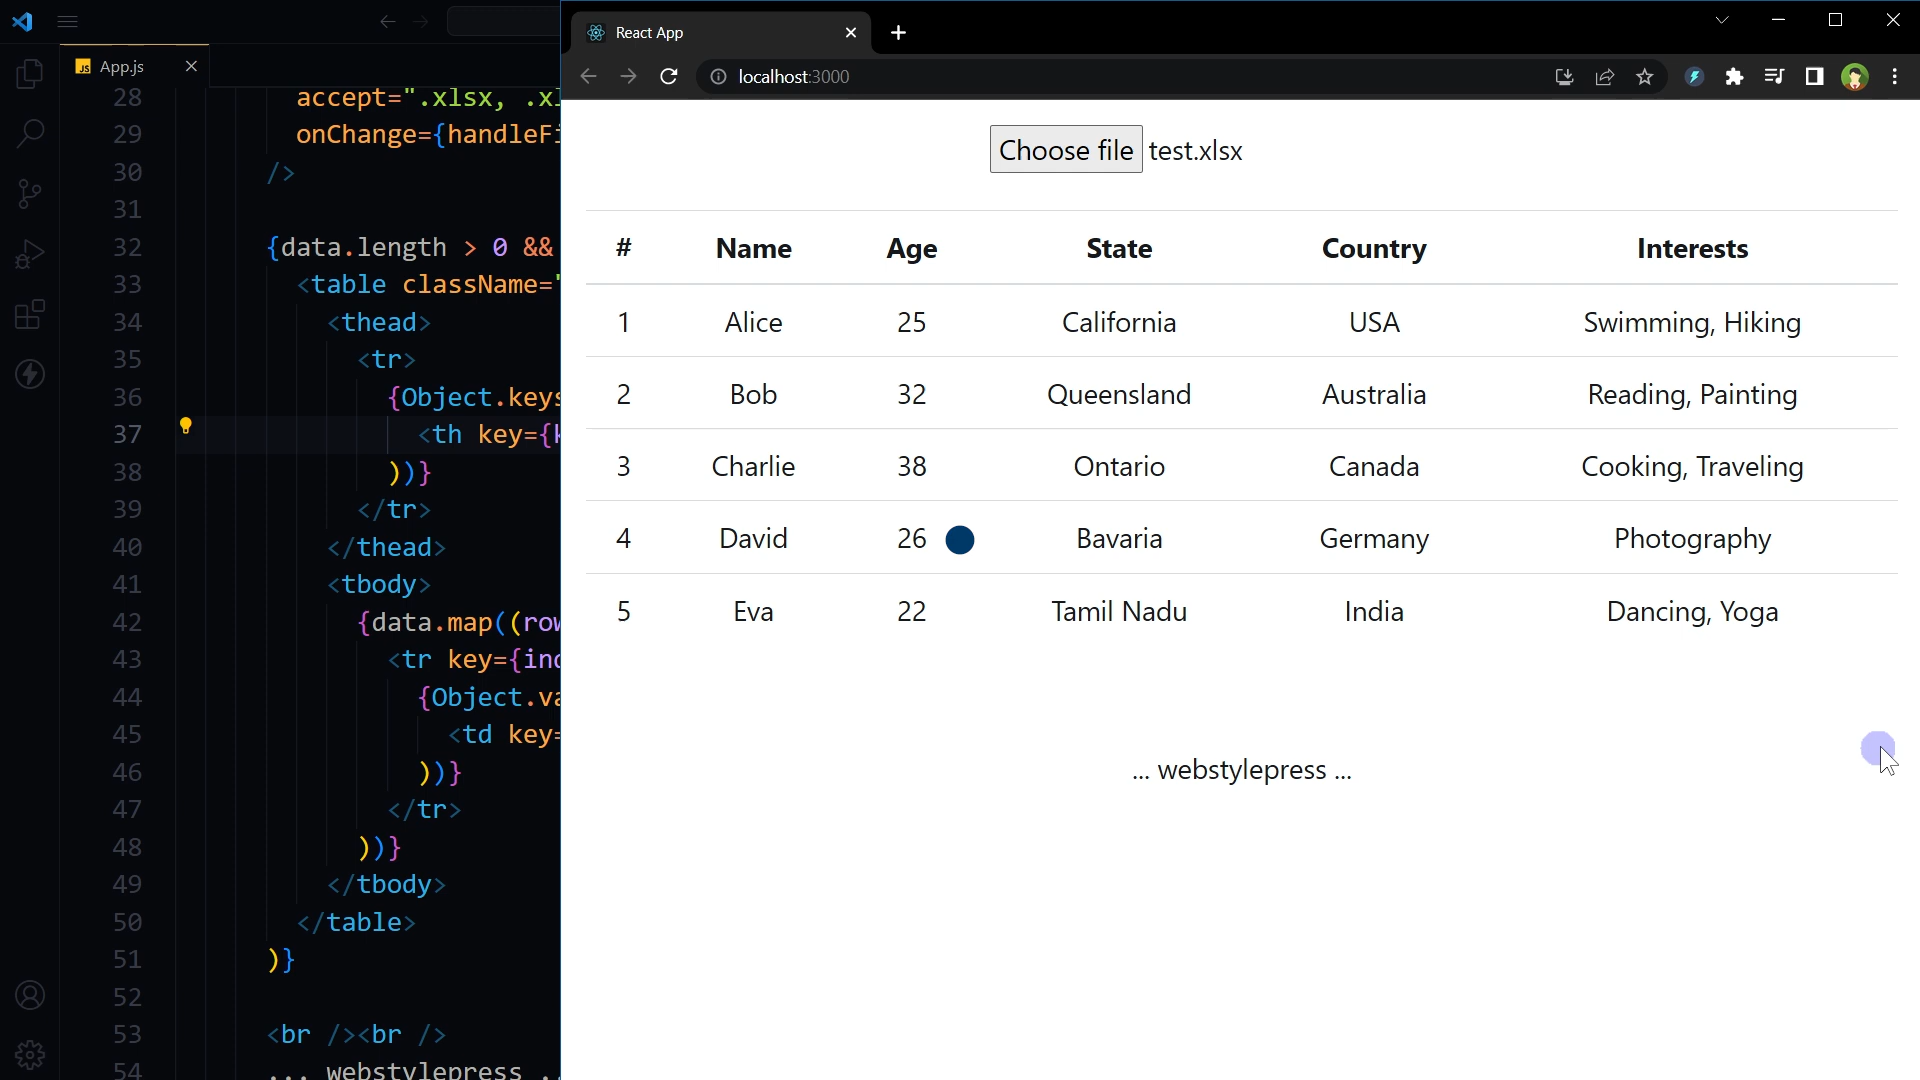 App.js
28 accept=".xlsx, .xl
29 onChange={handleFi
30 />
31
32 {data.length > 0 &&
33 <table className="
34 <thead>
35 <tr>
36 {Object.keys
37 <th key={k
38 ))}
39 </tr>
40 </thead>
41 <tbody>
42 {data.map((row
43 <tr key={ind
44 {Object.va
45 <td key=
46 ))}
47 </tr>
48 ))}
49 </tbody>
50 </table>
51 )}
52
53 <br /><br />
54 ... webstylepress ..
React App
localhost:3000
Choose file test.xlsx
# Name Age State Country Interests
1 Alice 25 California USA Swimming, Hiking
2 Bob 32 Queensland Australia Reading, Painting
3 Charlie 38 Ontario Canada Cooking, Traveling
4 David 26 Bavaria Germany Photography
5 Eva 22 Tamil Nadu India Dancing, Yoga
... webstylepress ...